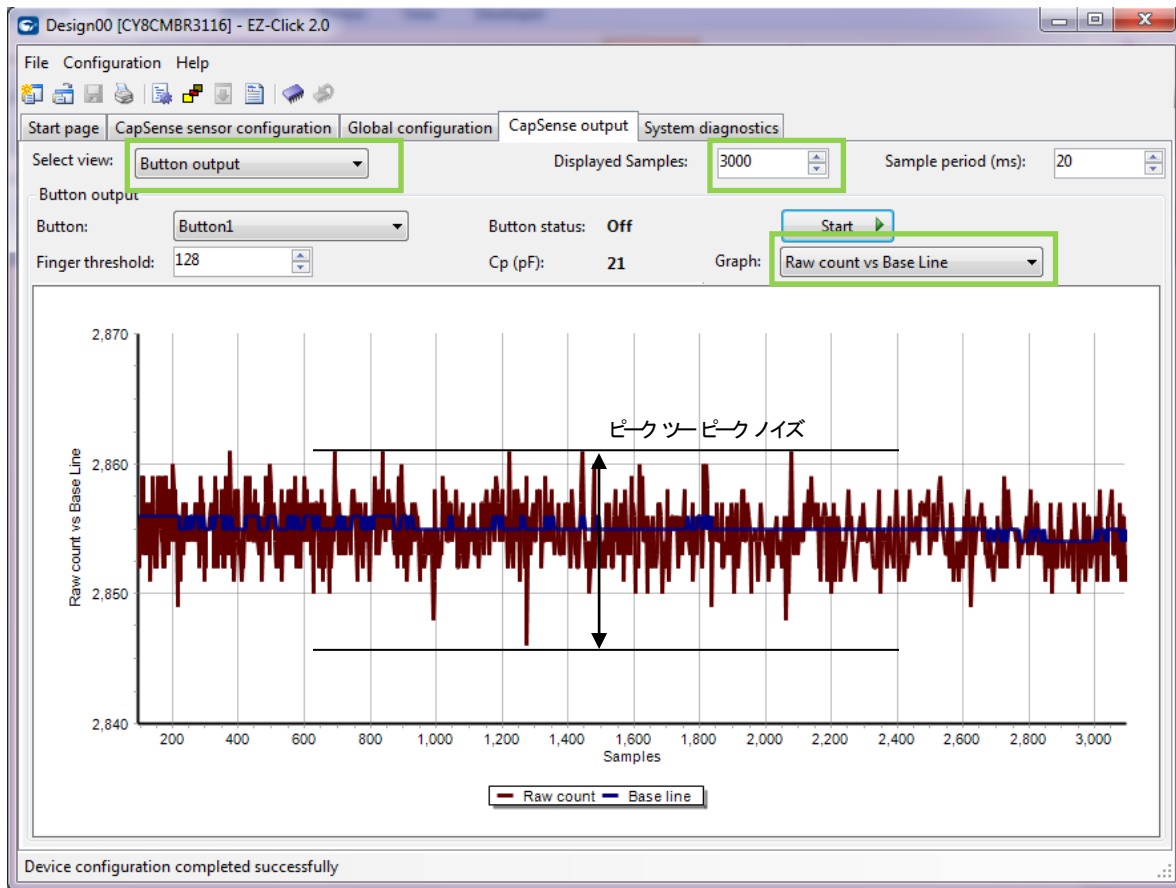 Design00 [CY8CMBR3116] - EZ-Click 2.0
File Configuration Help
Start page CapSense sensor configuration Global configuration CapSense output System diagnostics
Select view: Button output Displayed Samples: 3000 Sample period (ms): 20
Button output
Button: Button1 Button status: Off Start
Finger threshold: 128 Cp (pF): 21 Graph: Raw count vs Base Line
ピーク ツー ピーク ノイズ
Raw count vs Base Line
2,870
2,860
2,850
2,840
200 400 600 800 1,000 1,200 1,400 1,600 1,800 2,000 2,200 2,400 2,600 2,800 3,000
Samples
Raw count Base line
Device configuration completed successfully